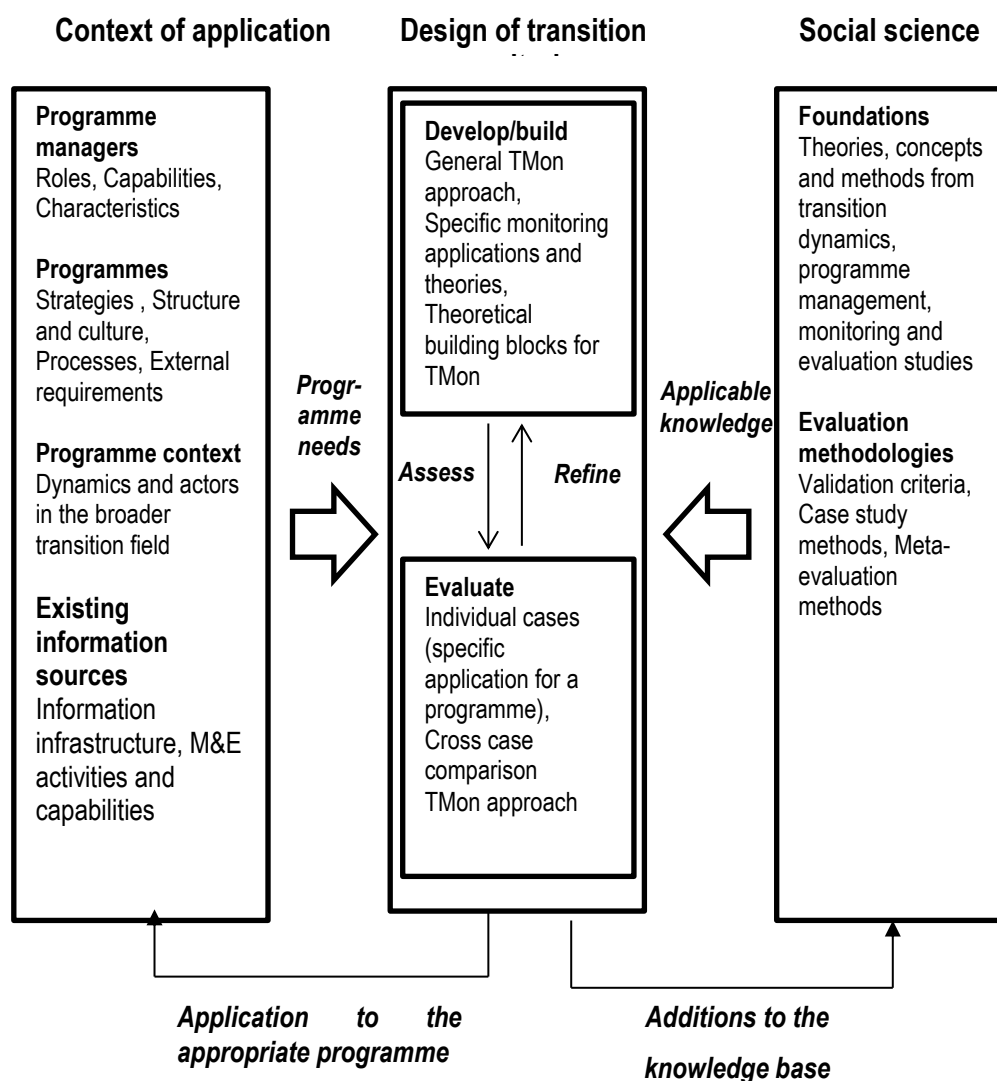 Context of application
Design of transition
Social science
Programme
managers
Roles, Capabilities,
Characteristics
Programmes
Strategies , Structure
and culture,
Processes, External
requirements
Programme context
Dynamics and actors
in the broader
transition field
Existing
information
sources
Information
infrastructure, M&E
activities and
capabilities
Progr-
amme
needs
Develop/build
General TMon
approach,
Specific monitoring
applications and
theories,
Theoretical
building blocks for
TMon
Assess
Refine
Evaluate
Individual cases
(specific
application for a
programme),
Cross case
comparison
TMon approach
Applicable
knowledge
Foundations
Theories, concepts
and methods from
transition
dynamics,
programme
management,
monitoring and
evaluation studies
Evaluation
methodologies
Validation criteria,
Case study
methods, Meta-
evaluation
methods
Application to the
appropriate programme
Additions to the
knowledge base